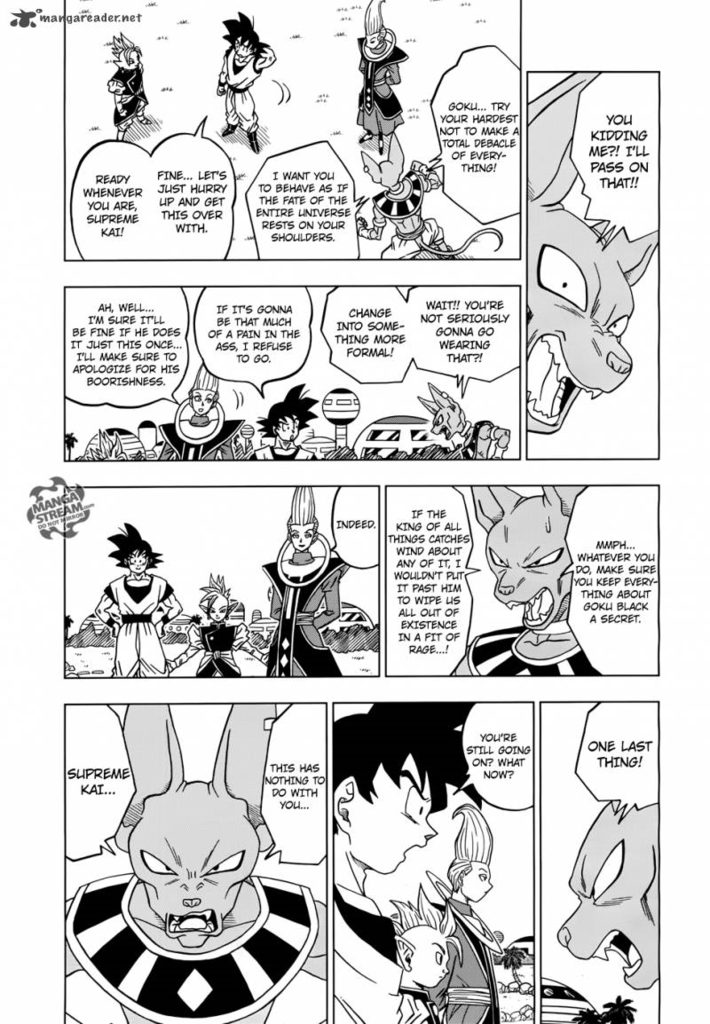 mangareader.net
YOU
KIDDING
ME?! I'LL
PASS ON
THAT!!
GOKU... TRY
YOUR
HARDEST
NOT TO MAKE
A TOTAL
DEBACLE
OF EVERY-
THING!
I WANT YOU
TO BEHAVE AS IF
THE FATE OF THE
ENTIRE UNIVERSE
RESTS ON YOUR
SHOULDERS.
FINE... LET'S
JUST HURRY
UP AND GET
THIS OVER
WITH.
READY
WHENEVER
YOU ARE,
SUPREME
KAI!
WAIT!! YOU'RE
NOT SERIOUSLY
GONNA GO
WEARING
THAT?!
CHANGE
INTO SOME-
THING MORE
FORMAL!
IF IT'S GONNA
BE THAT MUCH
OF A PAIN IN THE
ASS, I REFUSE
TO GO.
AH, WELL...
I'M SURE IT'LL
BE FINE IF HE DOES
IT JUST THIS ONCE...
I'LL MAKE SURE TO
APOLOGIZE FOR HIS
BOORISHNESS.
MMPH...
WHATEVER YOU
DO, MAKE SURE
YOU KEEP EVERY-
THING ABOUT
GOKU BLACK
A SECRET.
IF THE
KING OF ALL
THINGS CATCHES
WIND ABOUT
ANY OF IT, I
WOULDN'T PUT
IT PAST HIM
TO WIPE US
ALL OUT OF
EXISTENCE
IN A FIT OF
RAGE...!
INDEED.
MANGA
STREAM.com
DO NOT MIRROR
ONE LAST
THING!
YOU'RE
STILL GOING
ON? WHAT
NOW?
THIS HAS
NOTHING TO
DO WITH
YOU...
SUPREME
KAI...